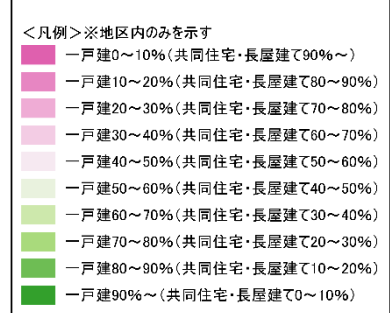 ＜凡例＞※地区内のみを示す
一戸建0～10%(共同住宅・長屋建て90%～)
一戸建10～20%(共同住宅・長屋建て80～90%)
一戸建20～30%(共同住宅・長屋建て70～80%)
一戸建30～40%(共同住宅・長屋建て60～70%)
一戸建40～50%(共同住宅・長屋建て50～60%)
一戸建50～60%(共同住宅・長屋建て40～50%)
一戸建60～70%(共同住宅・長屋建て30～40%)
一戸建70～80%(共同住宅・長屋建て20～30%)
一戸建80～90%(共同住宅・長屋建て10～20%)
一戸建90%～(共同住宅・長屋建て0～10%)